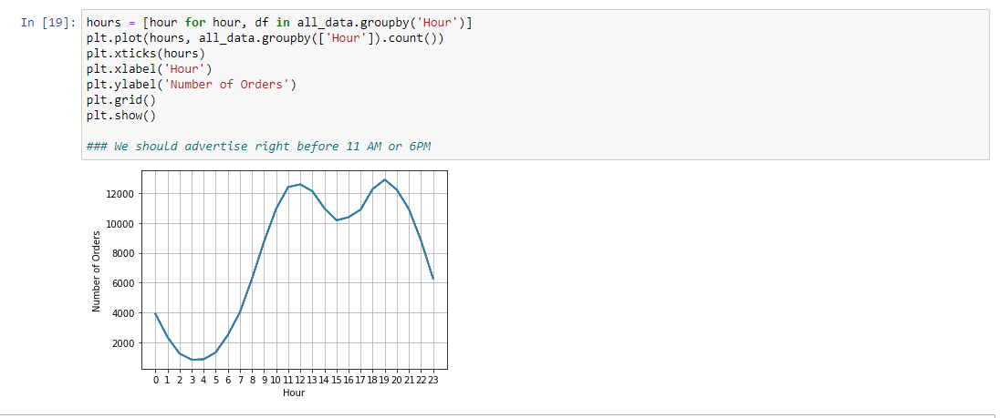 In [19]: hours = [hour for hour, df in all_data.groupby('Hour')]
plt.plot(hours, all_data.groupby(['Hour']).count())
plt.xticks(hours)
plt.xlabel('Hour')
plt.ylabel('Number of Orders')
plt.grid()
plt.show()
### We should advertise right before 11 AM or 6PM
12000
10000
8000
6000
4000
2000
Number of Orders
0 1 2 3 4 5 6 7 8 9 10 11 12 13 14 15 16 17 18 19 20 21 22 23
Hour